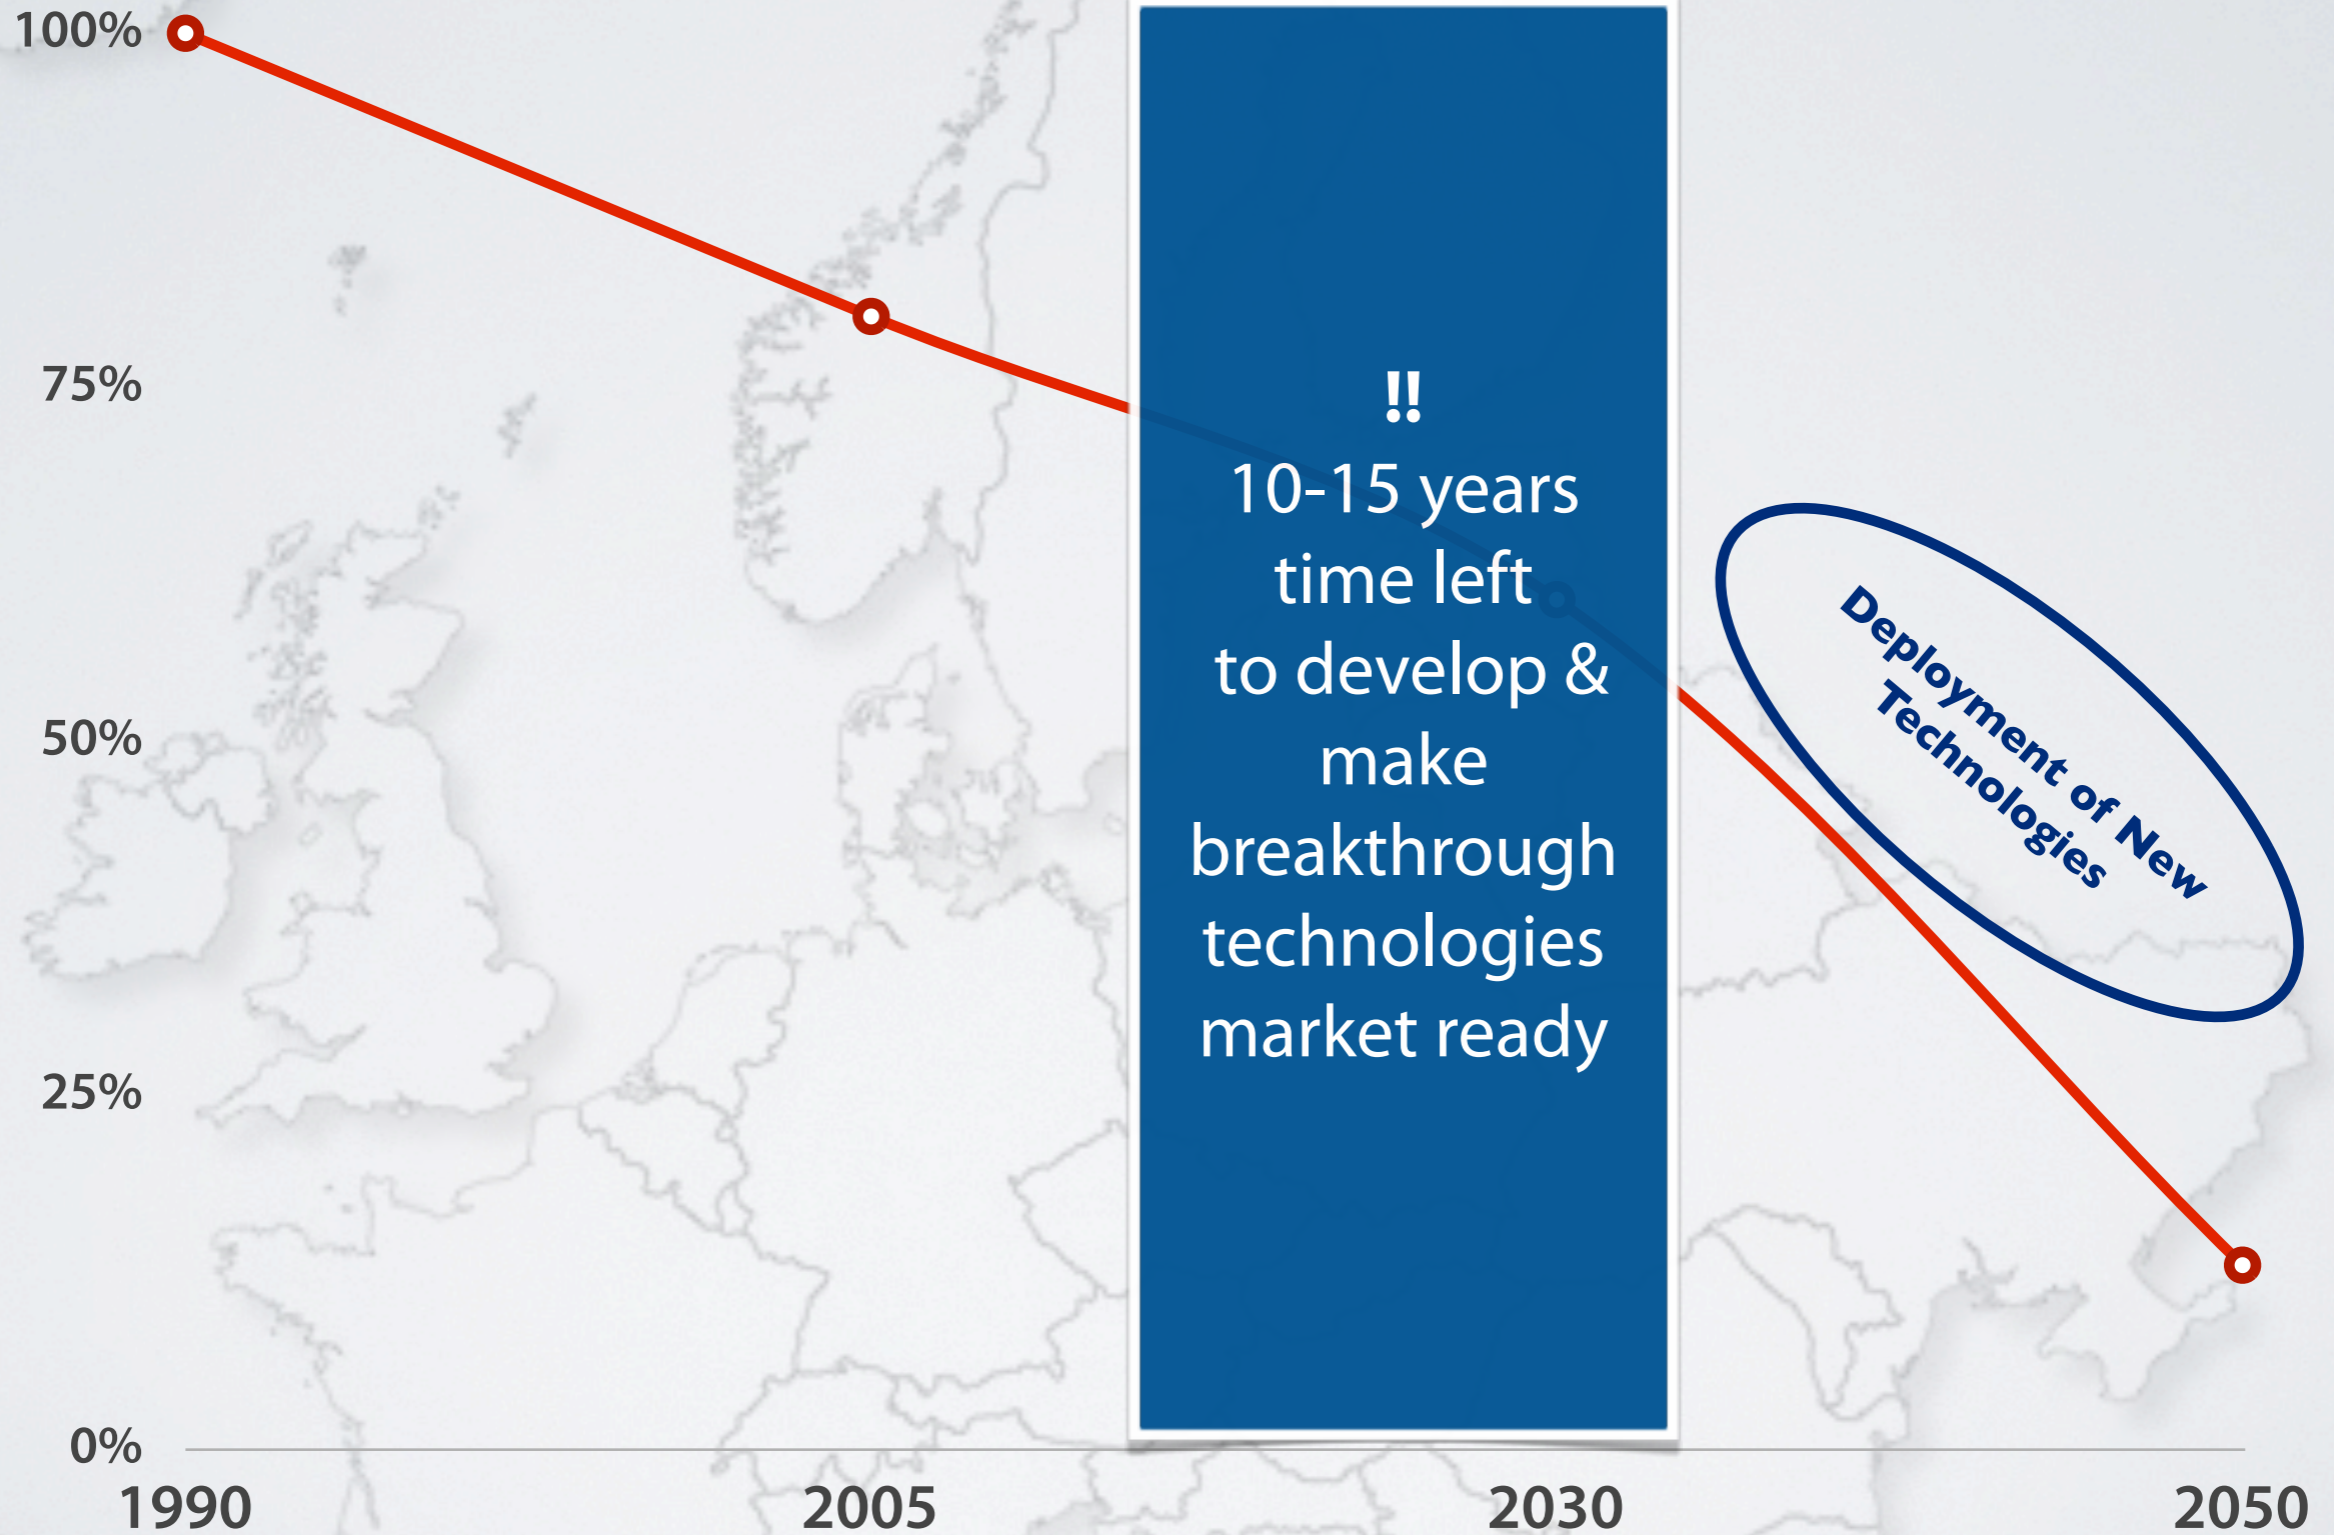 100%
75%
50%
25%
0%
!!
10-15 years
time left
to develop &
make
breakthrough
technologies
market ready
Deployment of New
Technologies
1990
2005
2030
2050